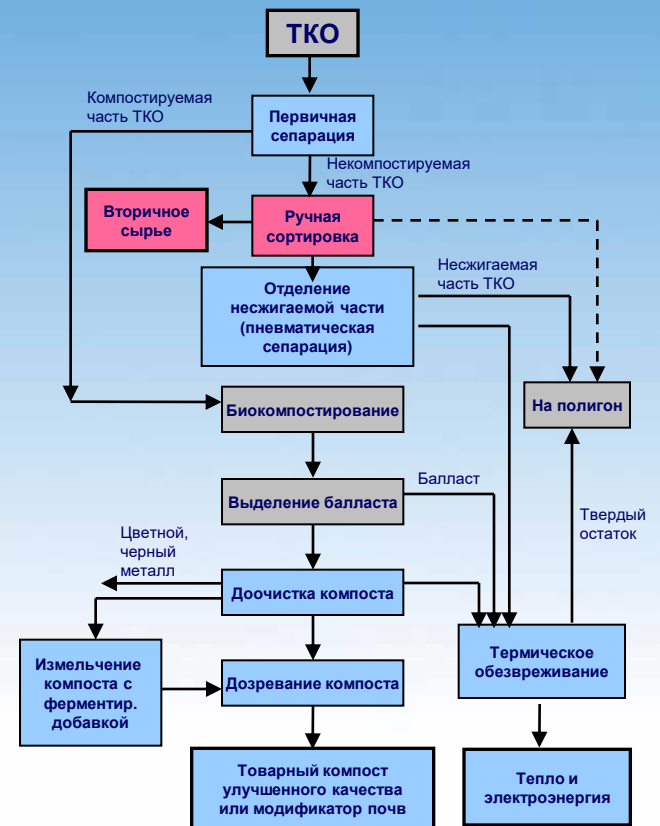 ТКО
Компостируемая
часть ТКО
Первичная
сепарация
Некомпостируемая
часть ТКО
Вторичное
сырье
Ручная
сортировка
Отделение
несжигаемой части
(пневматическая
сепарация)
Несжигаемая
часть ТКО
Биокомпостирование
На полигон
Выделение балласта
Балласт
Твердый
остаток
Цветной,
черный
металл
Доочистка компоста
Измельчение
компоста с
ферментир.
добавкой
Дозревание компоста
Термическое
обезвреживание
Товарный компост
улучшенного качества
или модификатор почв
Тепло и
электроэнергия